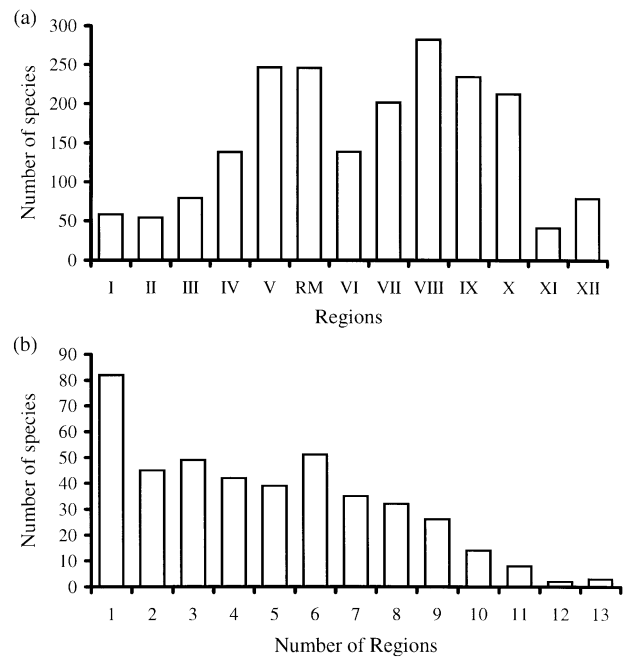 (a)
Number of species
300
250
200
150
100
50
0
I II III IV V RM VI VII VIII IX X XI XII
Regions
(b)
Number of species
90
80
70
60
50
40
30
20
10
0
1 2 3 4 5 6 7 8 9 10 11 12 13
Number of Regions